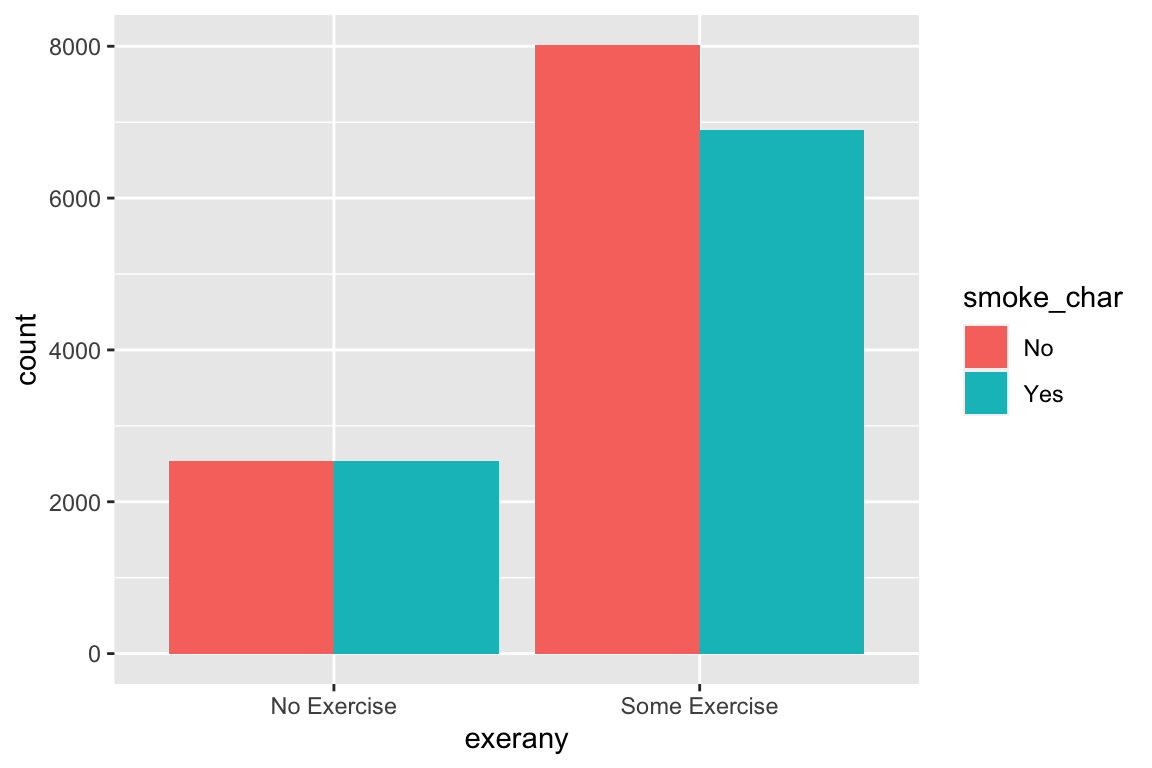 8000
6000
4000
2000
0
count
No Exercise
Some Exercise
exerany
smoke_char
No
Yes